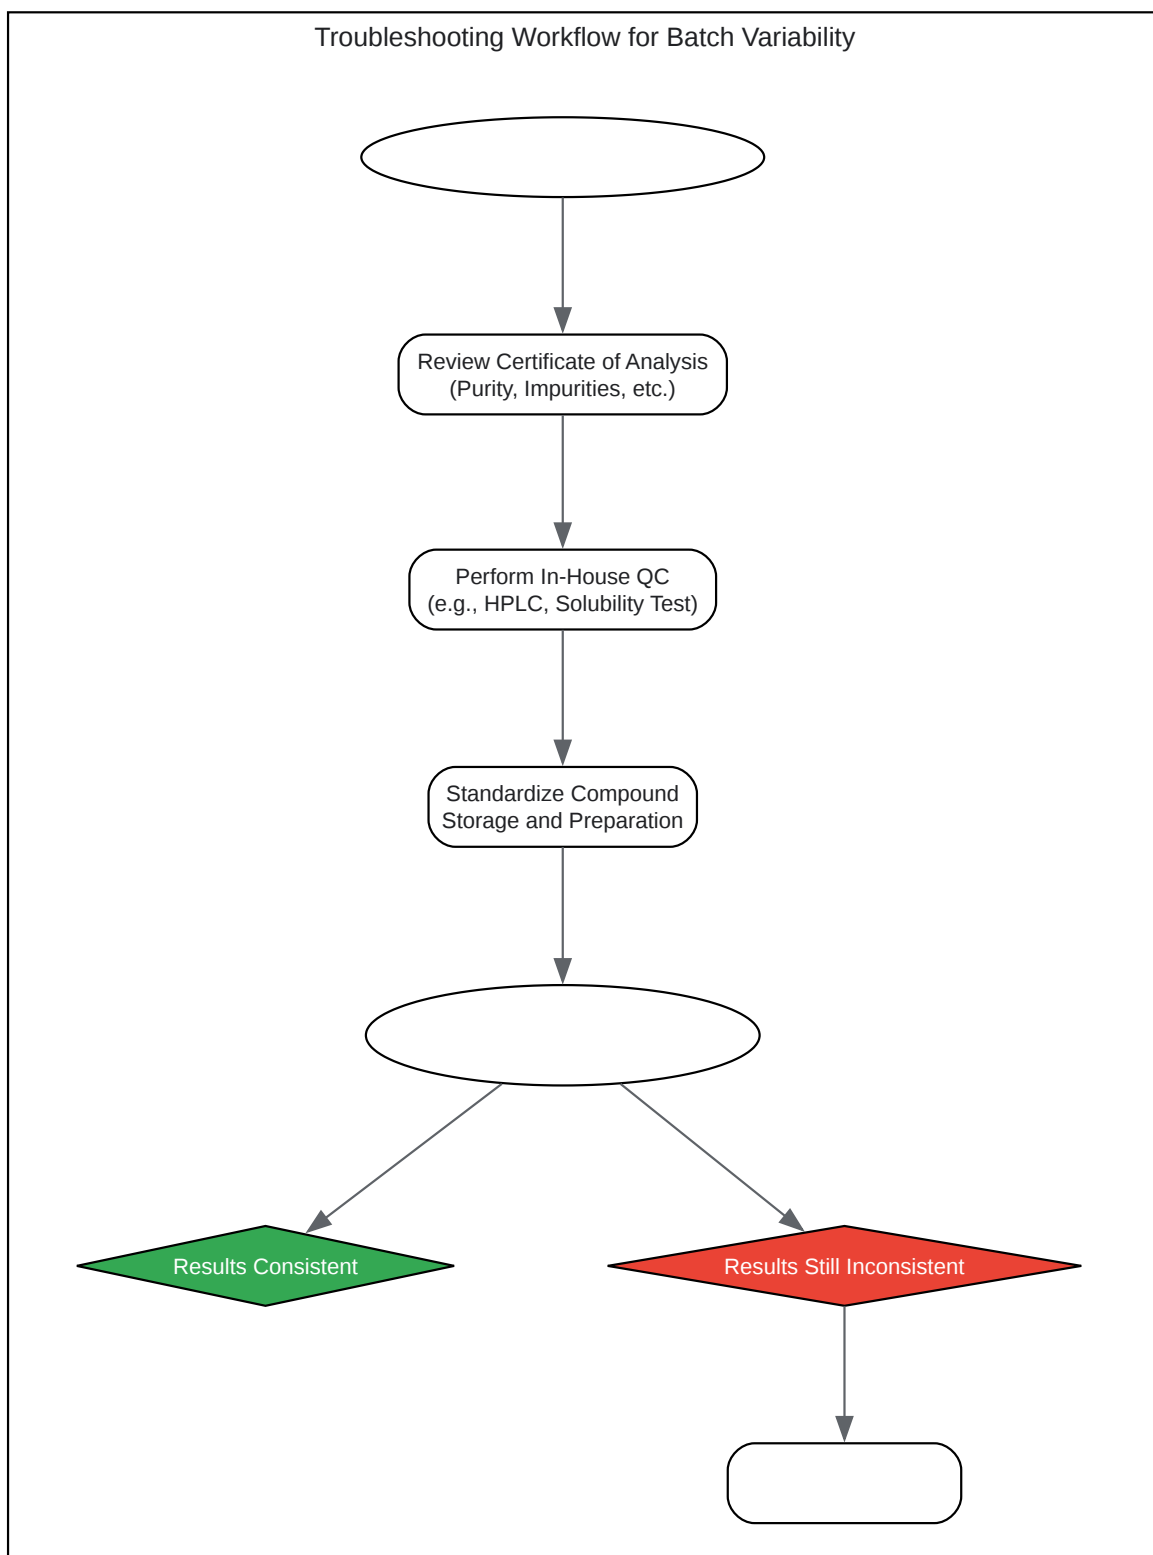 Troubleshooting Workflow for Batch Variability
Review Certificate of Analysis
(Purity, Impurities, etc.)
Perform In-House QC
(e.g., HPLC, Solubility Test)
Standardize Compound
Storage and Preparation
Results Consistent
Results Still Inconsistent